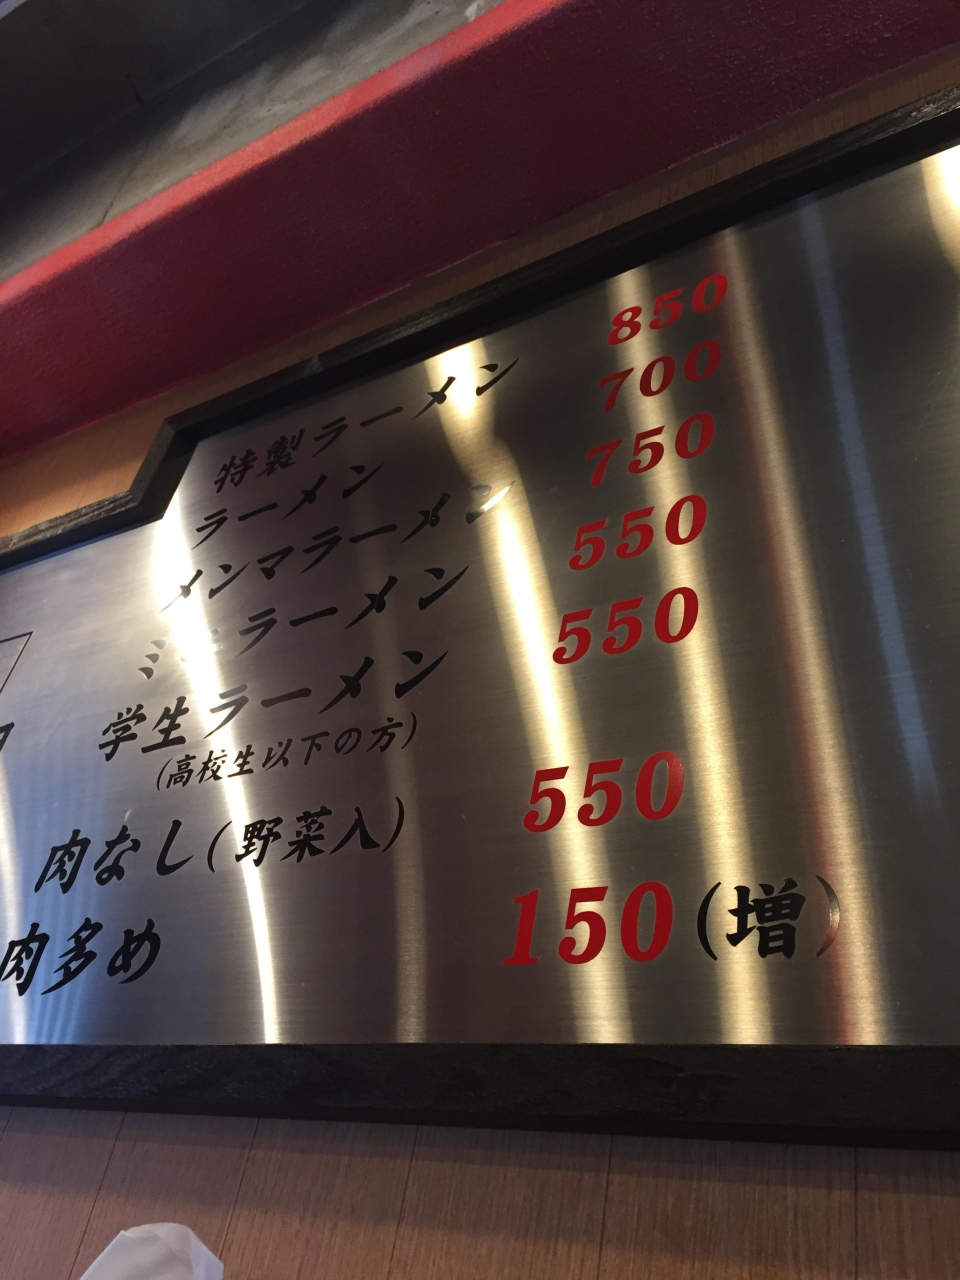 特製ラーメン 850
ラーメン 700
メンマラーメン 750
ミニラーメン 550
学生ラーメン 550
(高校生以下の方)
肉なし(野菜入) 550
肉多め 150(増)